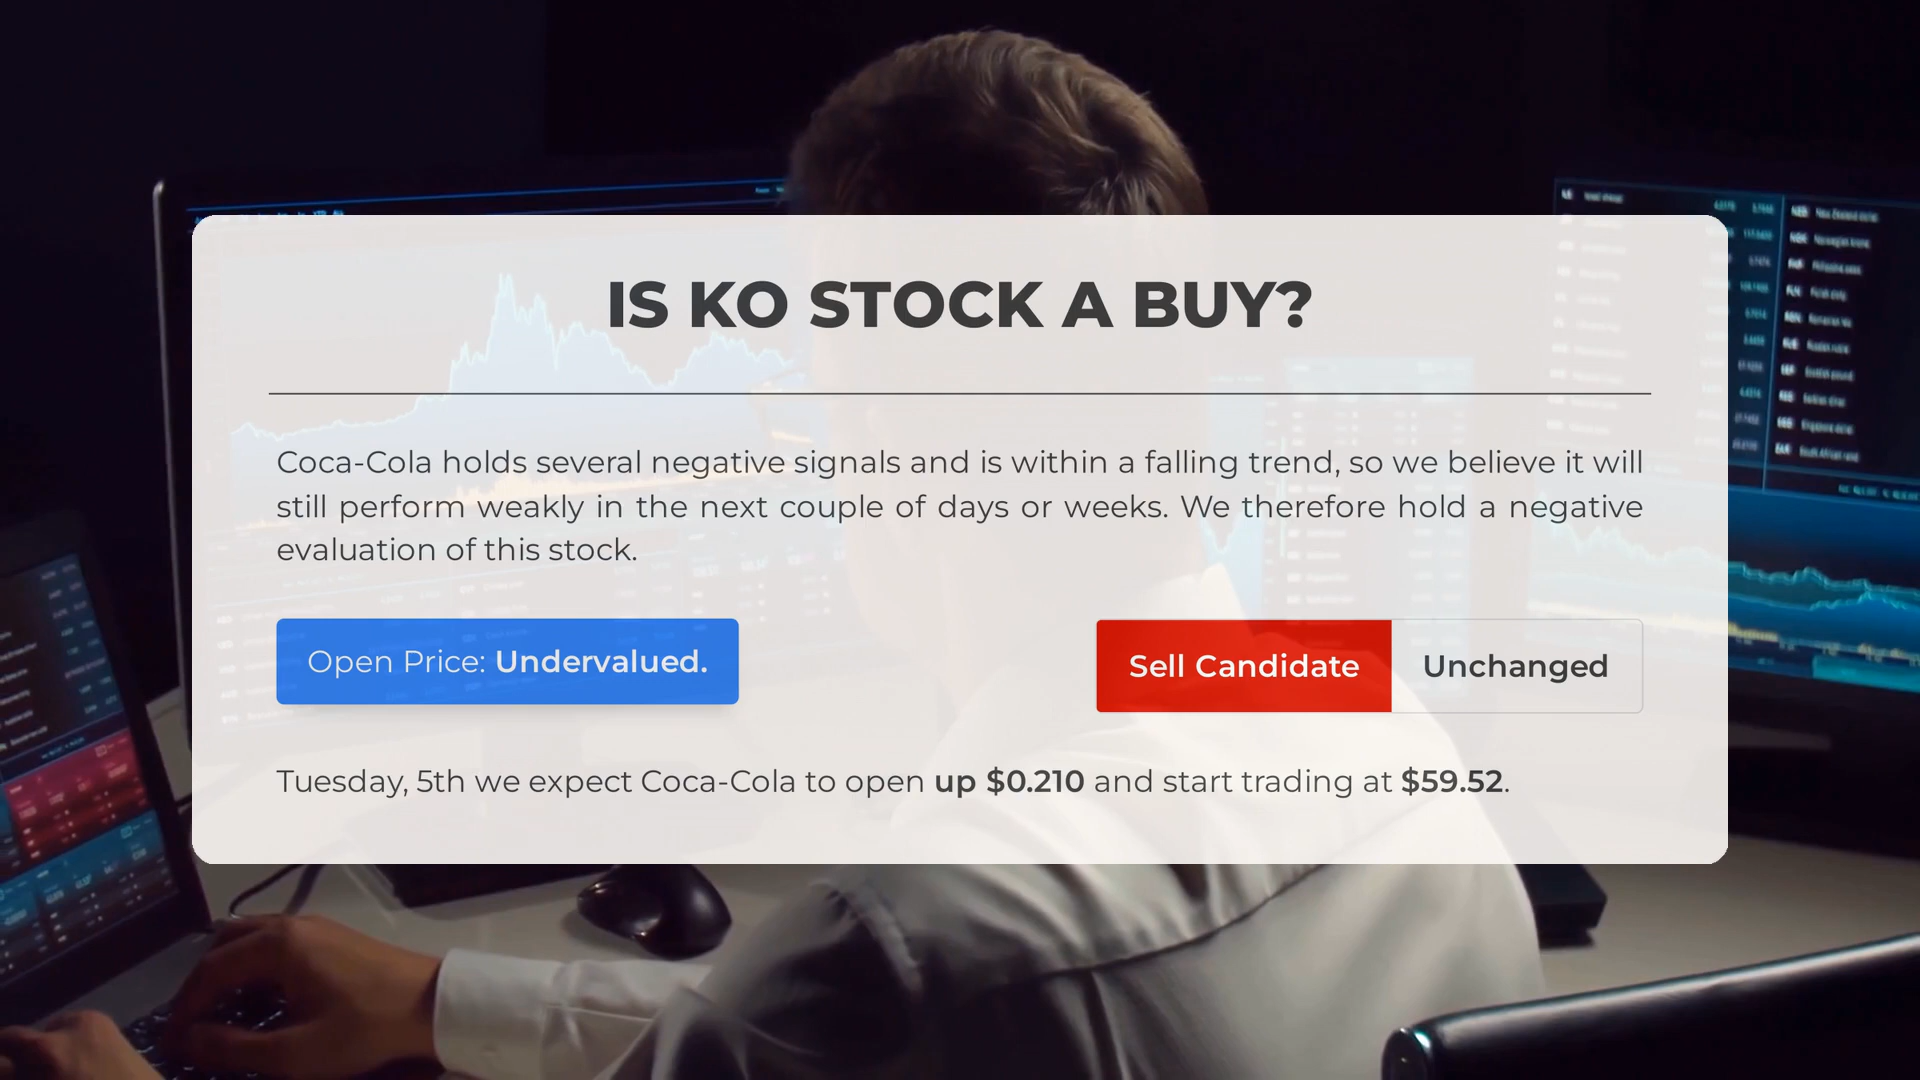 IS KO STOCK A BUY?
Coca-Cola holds several negative signals and is within a falling trend, so we believe it will
still perform weakly in the next couple of days or weeks. We therefore hold a negative
evaluation of this stock.
Open Price: Undervalued.
Sell Candidate Unchanged
Tuesday, 5th we expect Coca-Cola to open up $0.210 and start trading at $59.52.